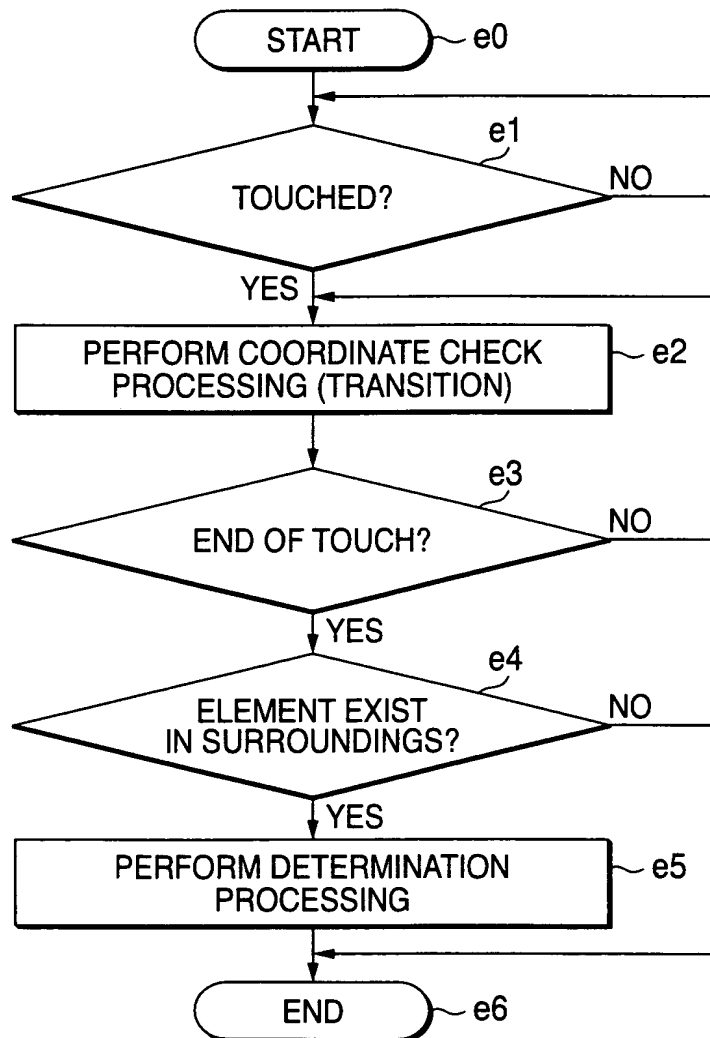 START
e0
e1
TOUCHED?
NO
YES
PERFORM COORDINATE CHECK
PROCESSING (TRANSITION)
e2
e3
END OF TOUCH?
NO
YES
e4
ELEMENT EXIST
IN SURROUNDINGS?
NO
YES
PERFORM DETERMINATION
PROCESSING
e5
END
e6